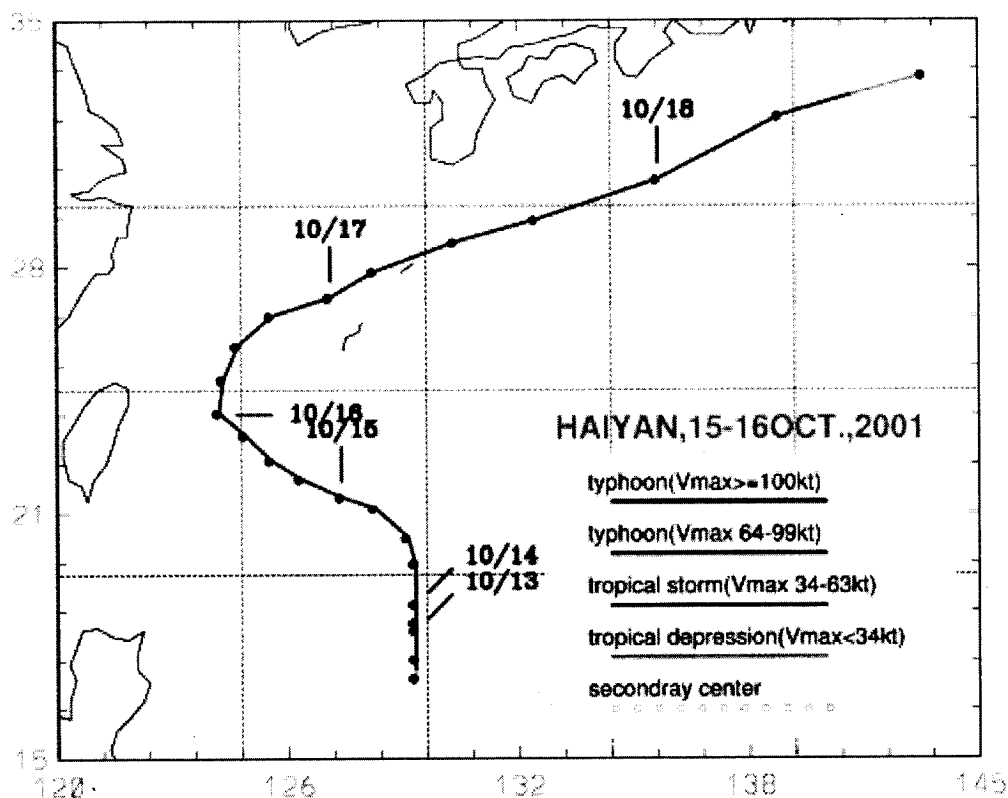 35
10/18
10/17
28
10/16
10/15
HAIYAN,15-16OCT.,2001
typhoon(Vmax>=100kt)
21
typhoon(Vmax 64-99kt)
10/14
10/13
tropical storm(Vmax 34-63kt)
tropical depression(Vmax<34kt)
secondray center
15
120
126
132
138
145